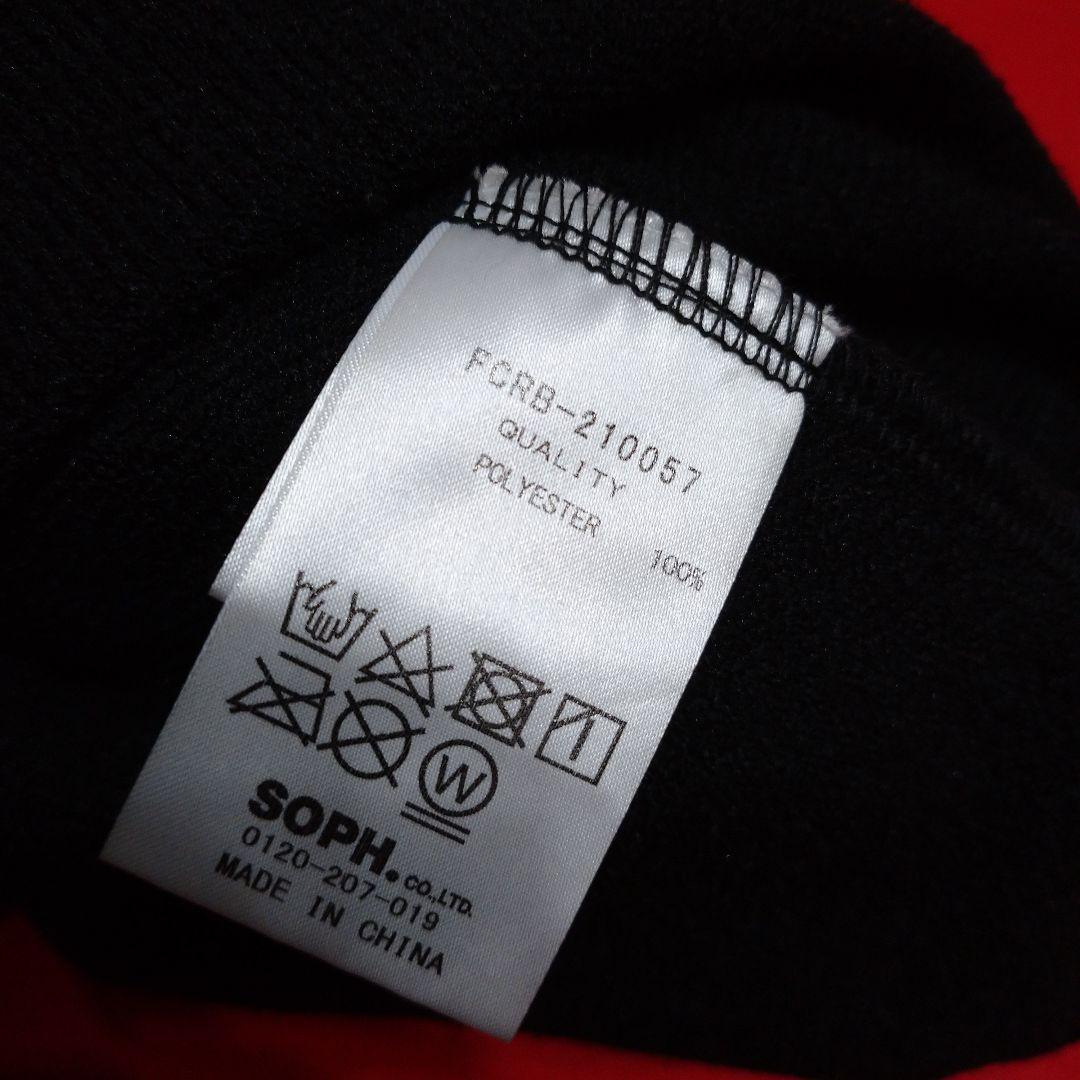 FCRB-210057
QUALITY
POLYESTER 100%
W
SOPH. CO.,LTD.
0120-207-019
MADE IN CHINA